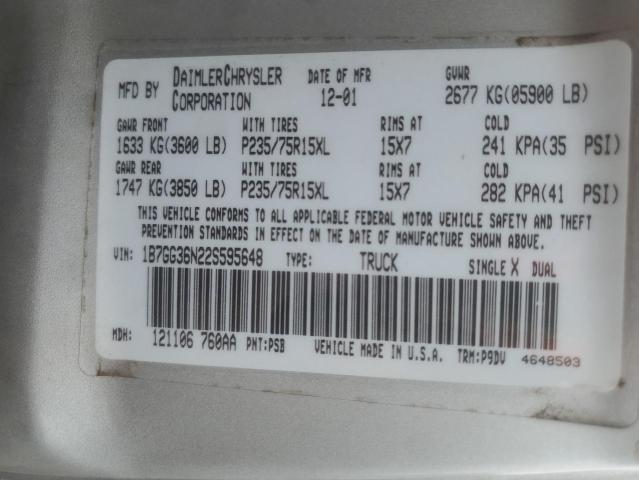 MFD BY DAIMLERCHRYSLER CORPORATION DATE OF MFR 12-01 GVWR 2677 KG(05900 LB)
GAWR FRONT WITH TIRES RIMS AT COLD
1633 KG(3600 LB) P235/75R15XL 15X7 241 KPA(35 PSI)
GAWR REAR WITH TIRES RIMS AT COLD
1747 KG(3850 LB) P235/75R15XL 15X7 282 KPA(41 PSI)
THIS VEHICLE CONFORMS TO ALL APPLICABLE FEDERAL MOTOR VEHICLE SAFETY AND THEFT
PREVENTION STANDARDS IN EFFECT ON THE DATE OF MANUFACTURE SHOWN ABOVE.
VIN: 1B7GG36N22S595648 TYPE: TRUCK SINGLE X DUAL
MDH: 121106 760AA PNT:PSB VEHICLE MADE IN U.S.A. TRM:P9DV 4648503